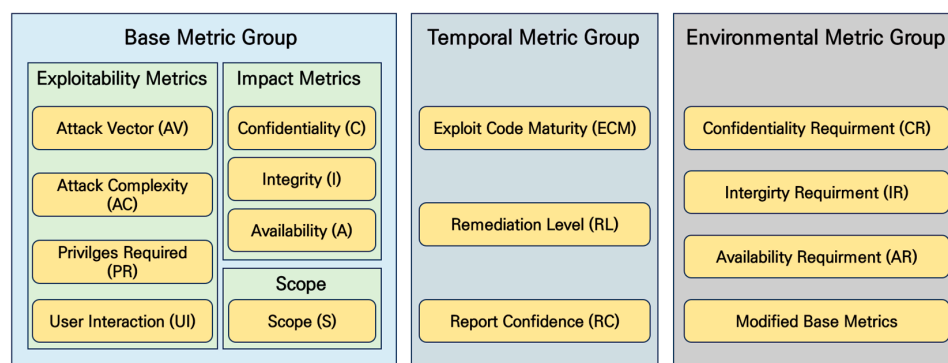 Base Metric Group
Exploitability Metrics
Attack Vector (AV)
Attack Complexity
(AC)
Privilges Required
(PR)
User Interaction (UI)
Impact Metrics
Confidentiality (C)
Integrity (I)
Availability (A)
Scope
Scope (S)
Temporal Metric Group
Exploit Code Maturity (ECM)
Remediation Level (RL)
Report Confidence (RC)
Environmental Metric Group
Confidentiality Requirment (CR)
Intergirty Requirment (IR)
Availability Requirment (AR)
Modified Base Metrics